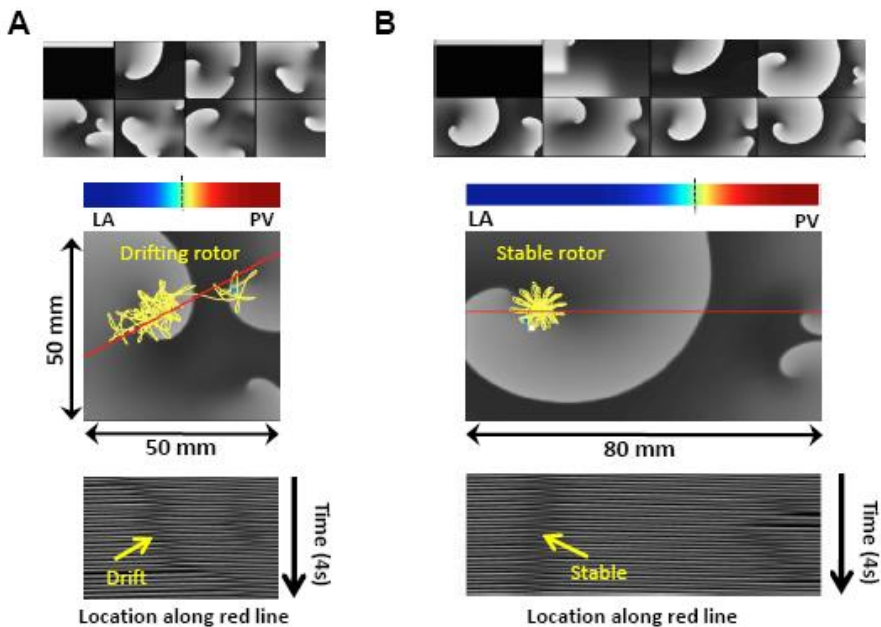 A
B
LA PV
LA PV
Drifting rotor
Stable rotor
50 mm
50 mm
80 mm
Drift
Time (4s)
Stable
Time (4s)
Location along red line
Location along red line